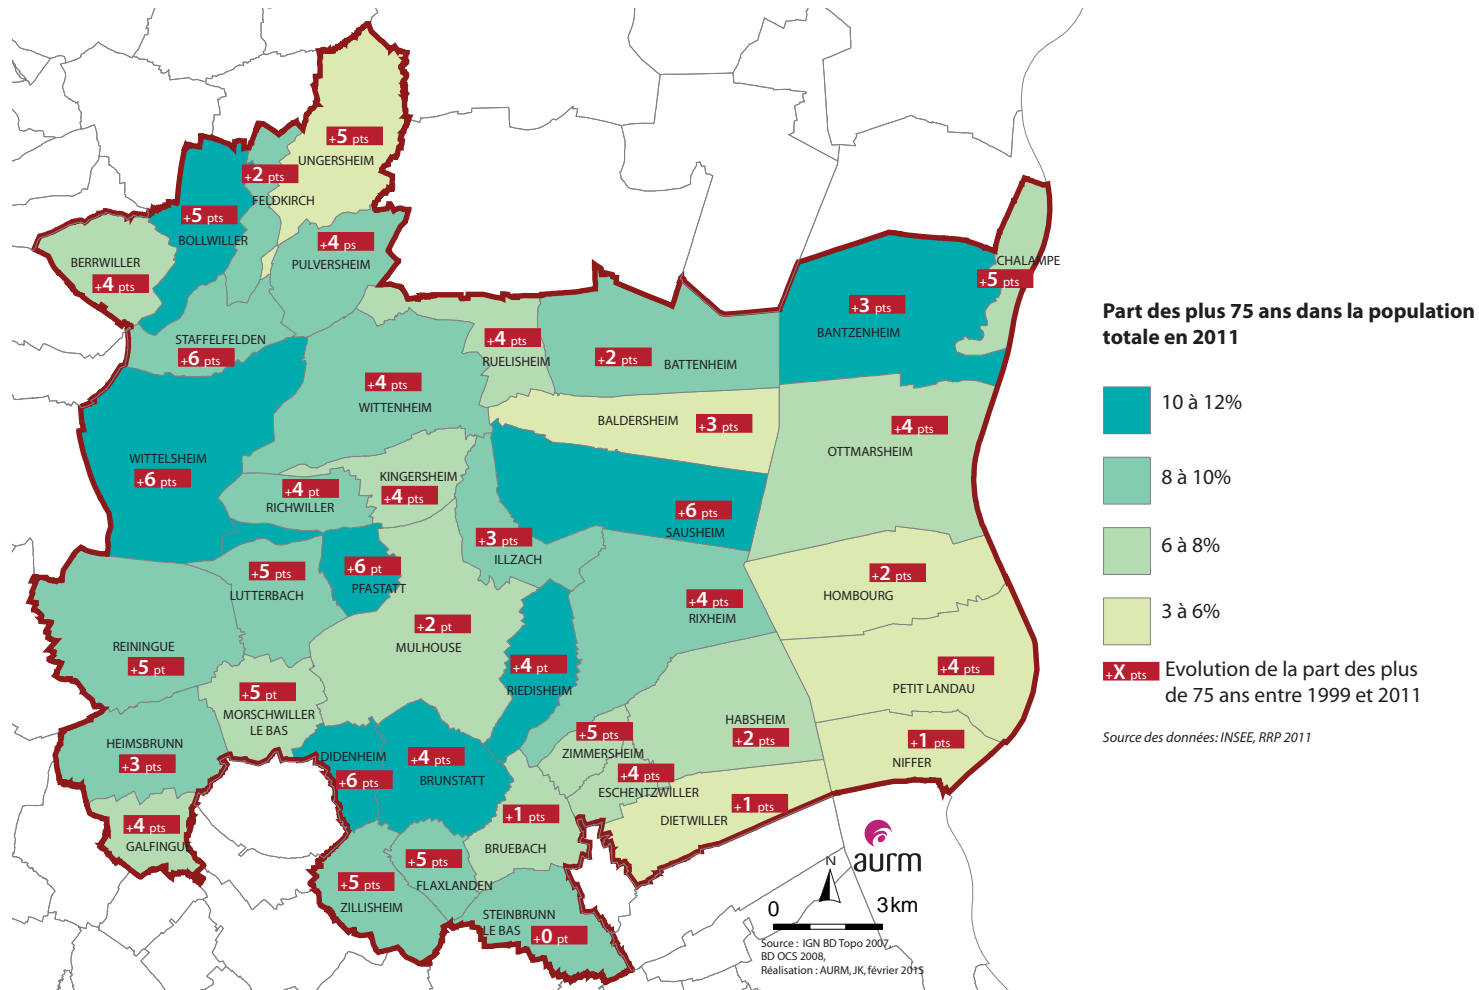 +5 pts
UNGERSHEIM
+2 pts
FELDKIRCH
+5 pts
BOLLWILLER
+4 ps
PULVERSHEIM
BERRWILLER
+4 pts
CHALAMPE
+5 pts
+3 pts
BANTZENHEIM
STAFFELFELDEN
+6 pts
+4 pts
RUELISHEIM
+2 pts
BATTENHEIM
+4 pts
WITTENHEIM
BALDERSHEIM
+3 pts
+4 pts
OTTMARSHEIM
WITTELSHEIM
+6 pts
KINGERSHEIM
+4 pts
+4 pt
RICHWILLER
+6 pts
SAUSHEIM
+3 pts
ILLZACH
+5 pts
LUTTERBACH
+6 pt
PFASTATT
+2 pts
HOMBOURG
+4 pts
RIXHEIM
+2 pt
MULHOUSE
REININGUE
+5 pt
+4 pt
RIEDISHEIM
+4 pts
PETIT LANDAU
+5 pt
MORSCHWILLER
LE BAS
HABSHEIM
+2 pts
+5 pts
ZIMMERSHEIM
+1 pts
NIFFER
HEIMSBRUNN
+3 pts
DIDENHEIM
+6 pts
+4 pts
BRUNSTATT
+4 pts
ESCHENTZWILLER
+1 pts
DIETWILLER
+4 pts
GALFINGUE
+1 pts
BRUEBACH
+5 pts
FLAXLANDEN
+5 pts
ZILLISHEIM
STEINBRUNN
LE BAS
+0 pt
Part des plus 75 ans dans la population
totale en 2011
10 à 12%
8 à 10%
6 à 8%
3 à 6%
+X pts Evolution de la part des plus
de 75 ans entre 1999 et 2011
Source des données: INSEE, RRP 2011
aurm
N
0 3 km
Source : IGN BD Topo 2007,
BD OCS 2008,
Réalisation : AURM, JK, février 2015